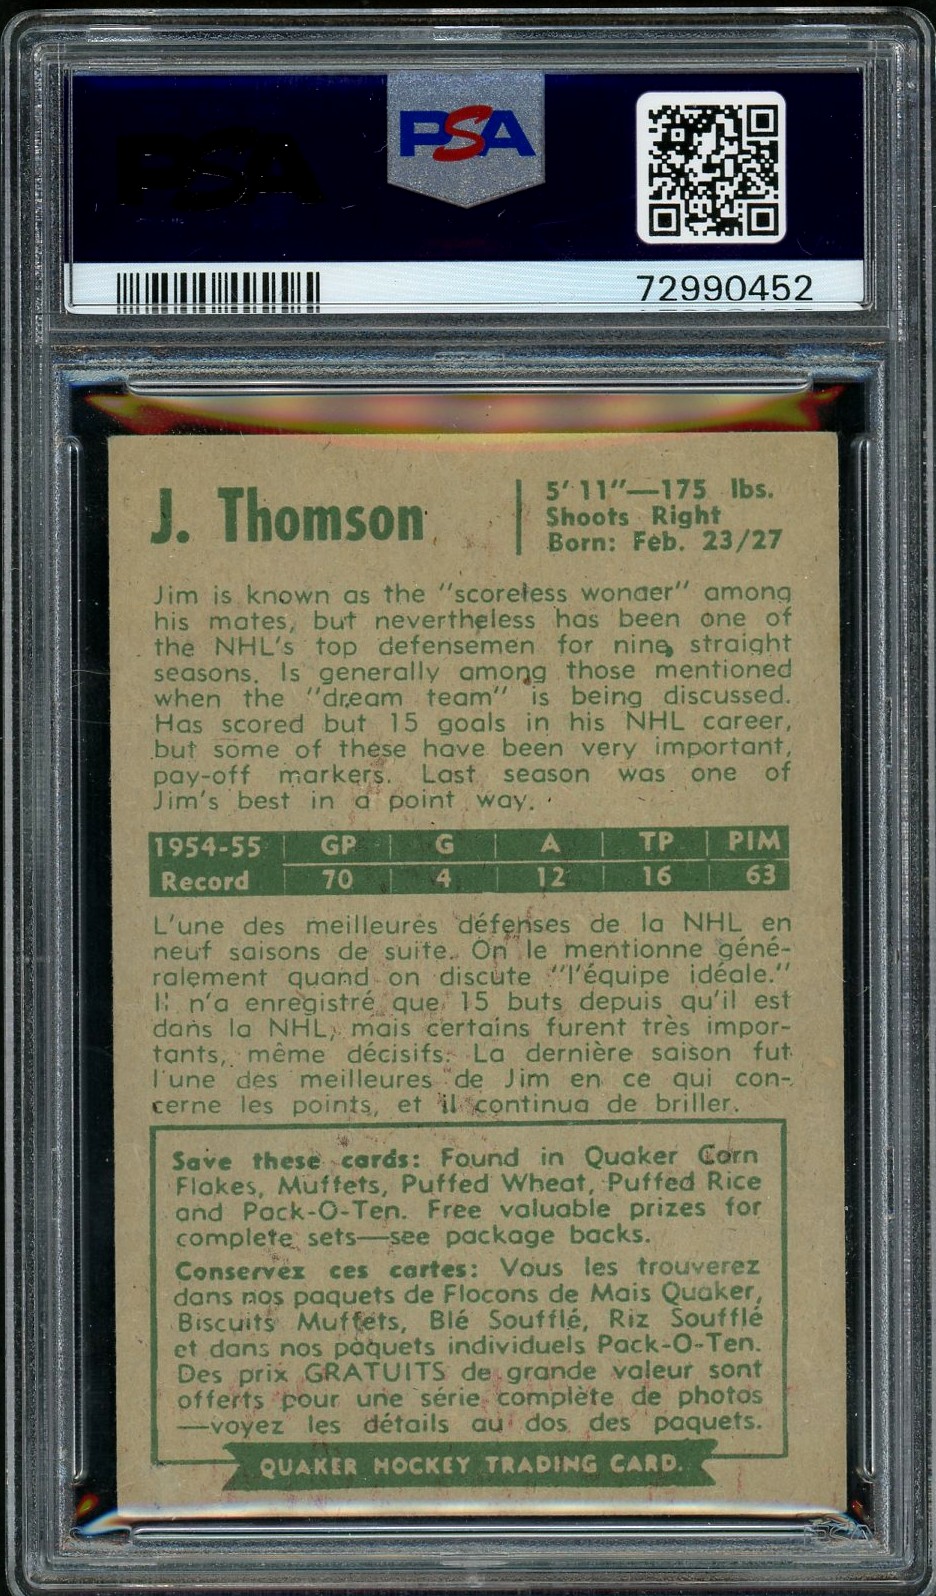 PSA
PSA
72990452
J. Thomson
5' 11"—175 lbs.
Shoots Right
Born: Feb. 23/27
Jim is known as the "scoreless wonder" among
his mates, but nevertheless has been one of
the NHL's top defensemen for nine straight
seasons. Is generally among those mentioned
when the "dream team" is being discussed.
Has scored but 15 goals in his NHL career,
but some of these have been very important,
pay-off markers. Last season was one of
Jim's best in a point way.
1954-55 GP G A TP PIM
Record 70 4 12 16 63
L'une des meilleures défenses de la NHL en
neuf saisons de suite. On le mentionne géné-
ralement quand on discute "l'équipe idéale."
Il n'a enregistré que 15 buts depuis qu'il est
dans la NHL, mais certains furent très impor-
tants, même décisifs. La dernière saison fut
l'une des meilleures de Jim en ce qui con-
cerne les points, et il continua de briller.
Save these cards: Found in Quaker Corn
Flakes, Muffets, Puffed Wheat, Puffed Rice
and Pack-O-Ten. Free valuable prizes for
complete sets—see package backs.
Conservez ces cartes: Vous les trouverez
dans nos paquets de Flocons de Mais Quaker,
Biscuits Muffets, Blé Soufflé, Riz Soufflé
et dans nos paquets individuels Pack-O-Ten.
Des prix GRATUITS de grande valeur sont
offerts pour une série complète de photos
—voyez les détails au dos des paquets.
QUAKER HOCKEY TRADING CARD.
PSA